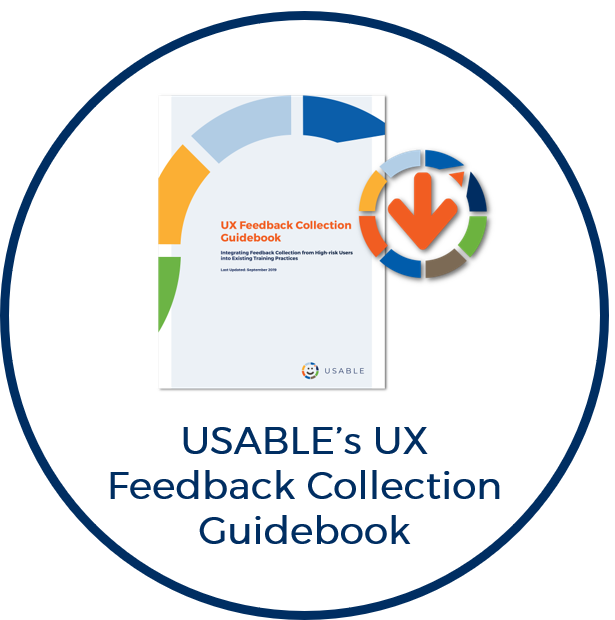 UX Feedback Collection
Guidebook
Integrating Feedback Collection from High-risk Users
into Existing Training Practices
Last Updated: September 2019
USABLE
USABLE’s UX
Feedback Collection
Guidebook